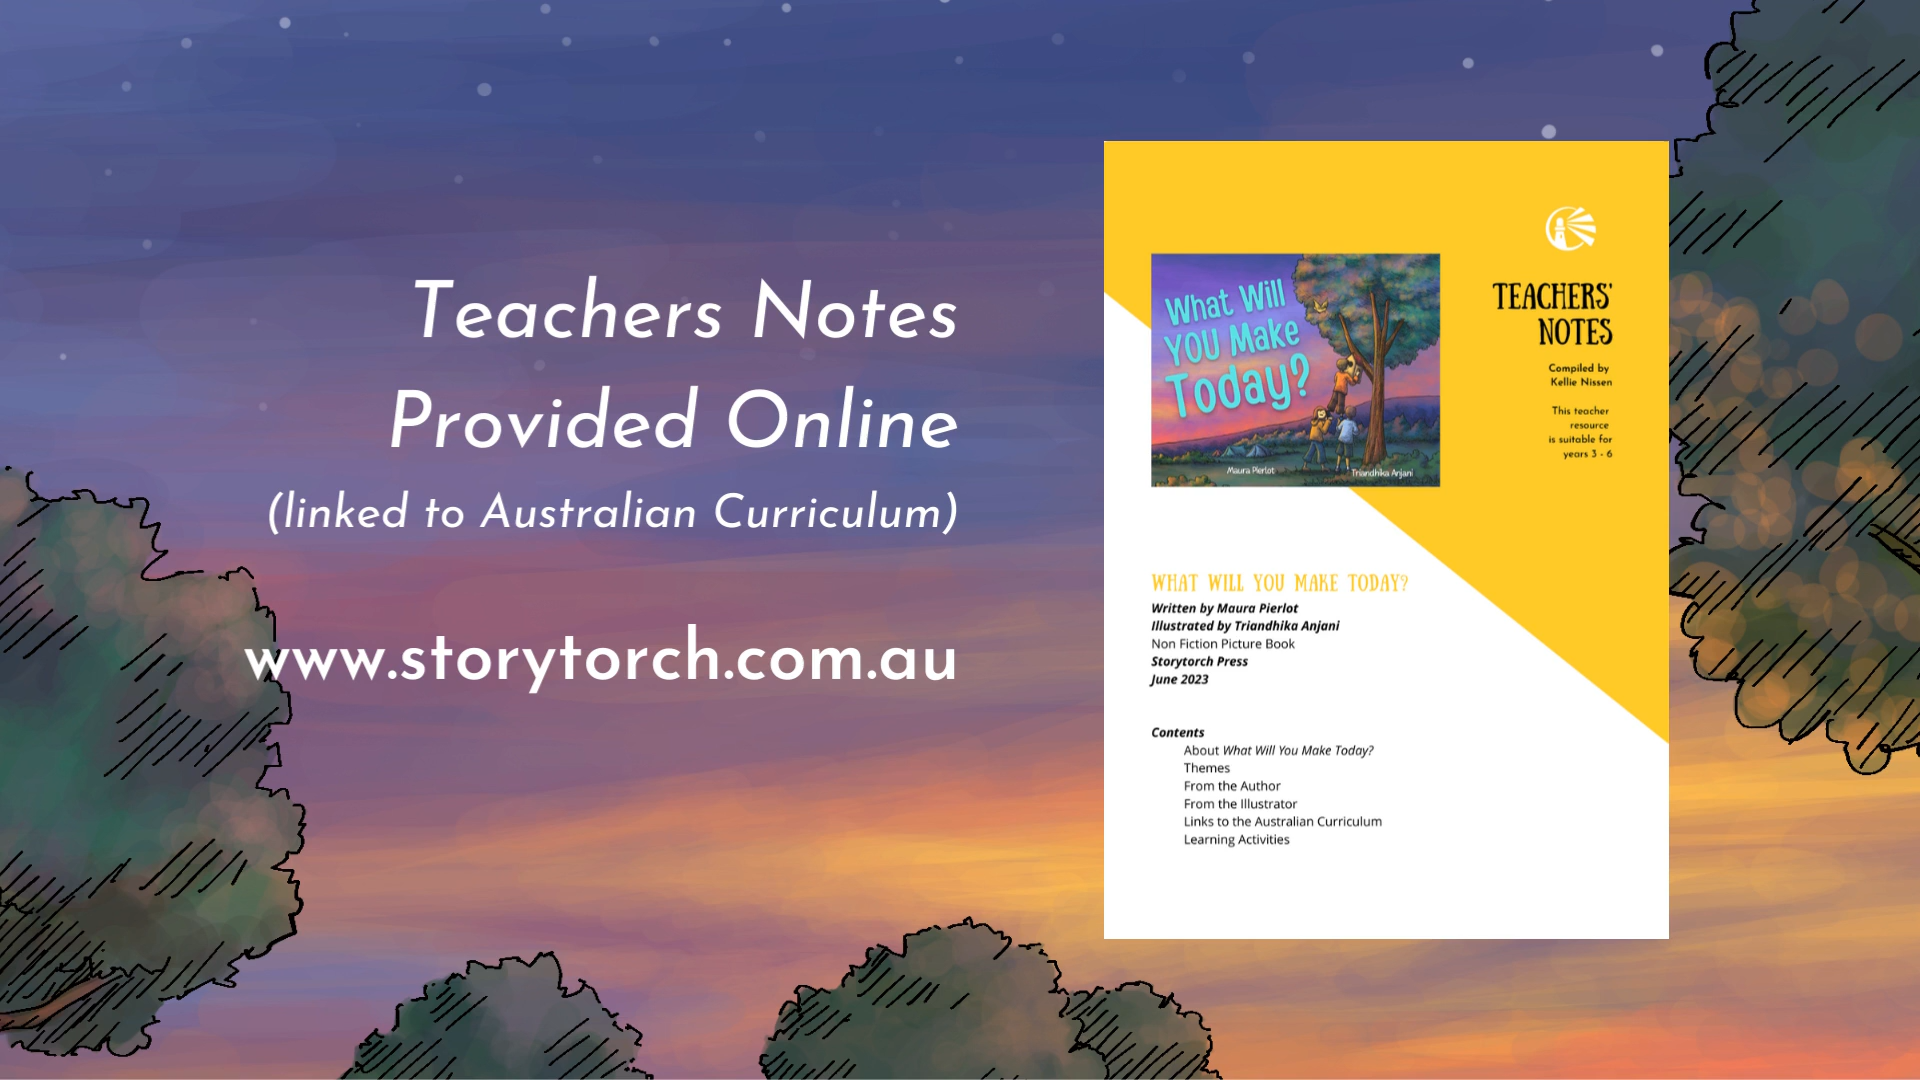 Teachers Notes
Provided Online
(linked to Australian Curriculum)
www.storytorch.com.au
What Will
YOU Make
Today?
Maura Pierlot
Triandhika Anjani
TEACHERS'
NOTES
Compiled by
Kellie Nissen
This teacher
resource
is suitable for
years 3 - 6
WHAT WILL YOU MAKE TODAY?
Written by Maura Pierlot
Illustrated by Triandhika Anjani
Non Fiction Picture Book
Storytorch Press
June 2023
Contents
About What Will You Make Today?
Themes
From the Author
From the Illustrator
Links to the Australian Curriculum
Learning Activities